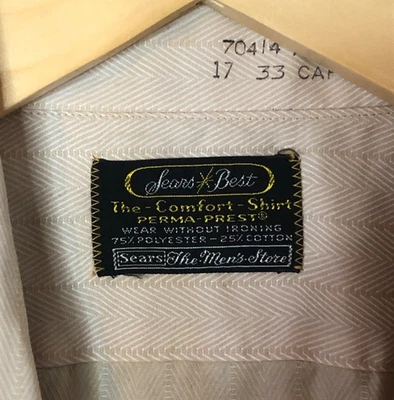 70414
17 33 CAR
Sears Best
The-Comfort-Shirt
PERMA-PREST®
WEAR WITHOUT IRONING
75% POLYESTER - 25% COTTON
Sears The Men's Store